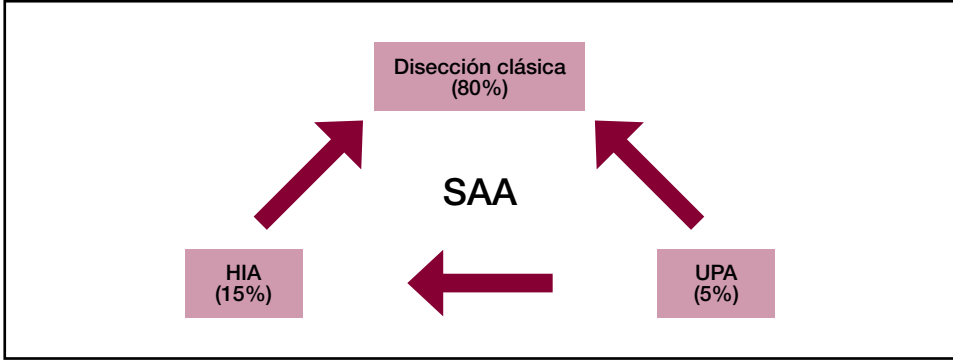 Disección clásica
(80%)
SAA
HIA
(15%)
UPA
(5%)